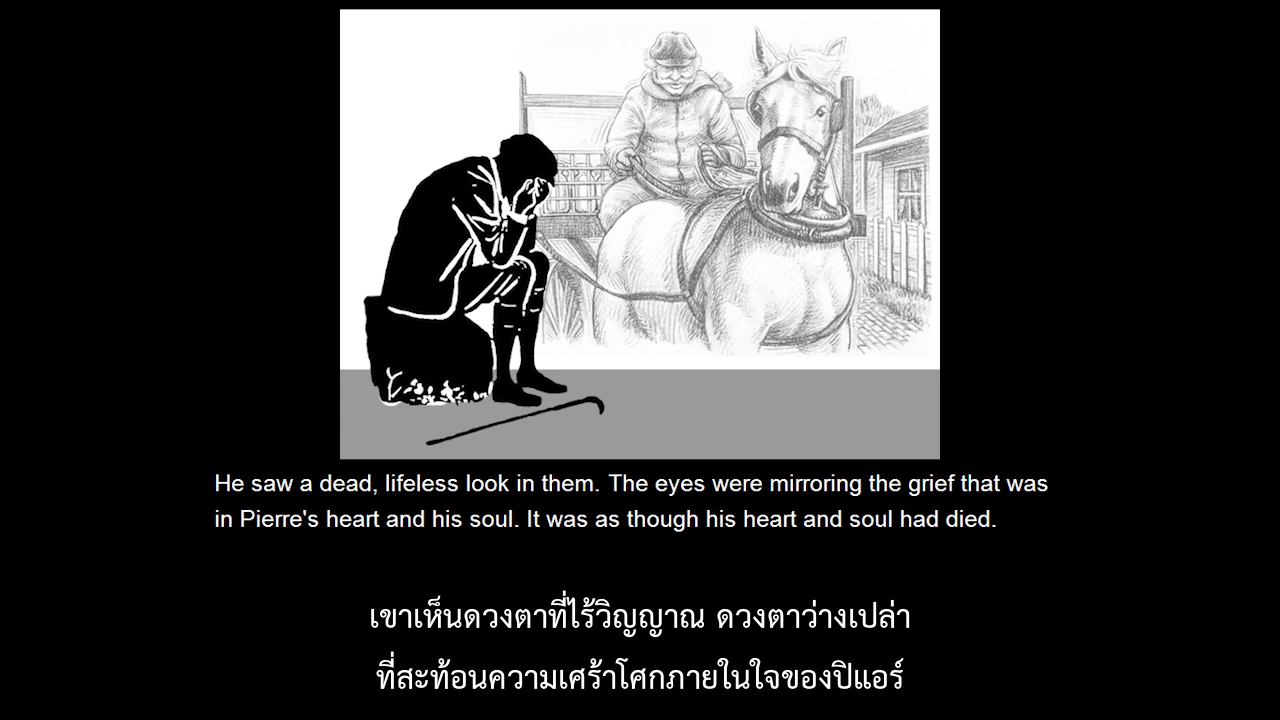 He saw a dead, lifeless look in them. The eyes were mirroring the grief that was
in Pierre's heart and his soul. It was as though his heart and soul had died.
เขาเห็นดวงตาที่ไร้วิญญาณ ดวงตาว่างเปล่า
ที่สะท้อนความเศร้าโศกภายในใจของปิแอร์